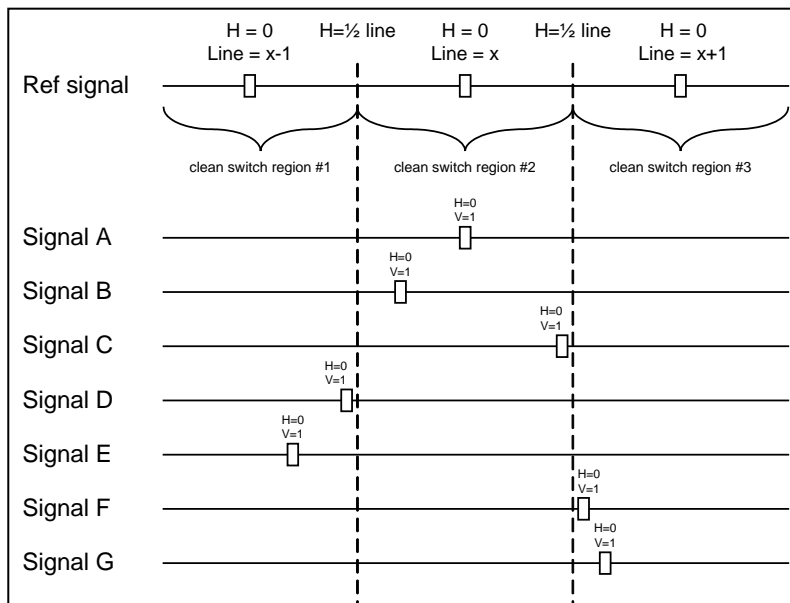 H = 0 H=½ line H = 0 H=½ line H = 0
Line = x-1 Line = x Line = x+1
Ref signal
clean switch region #1 clean switch region #2 clean switch region #3
H=0
V=1
Signal A
H=0
V=1
Signal B
H=0
V=1
Signal C
H=0
V=1
Signal D
H=0
V=1
Signal E
H=0
V=1
Signal F
H=0
V=1
Signal G